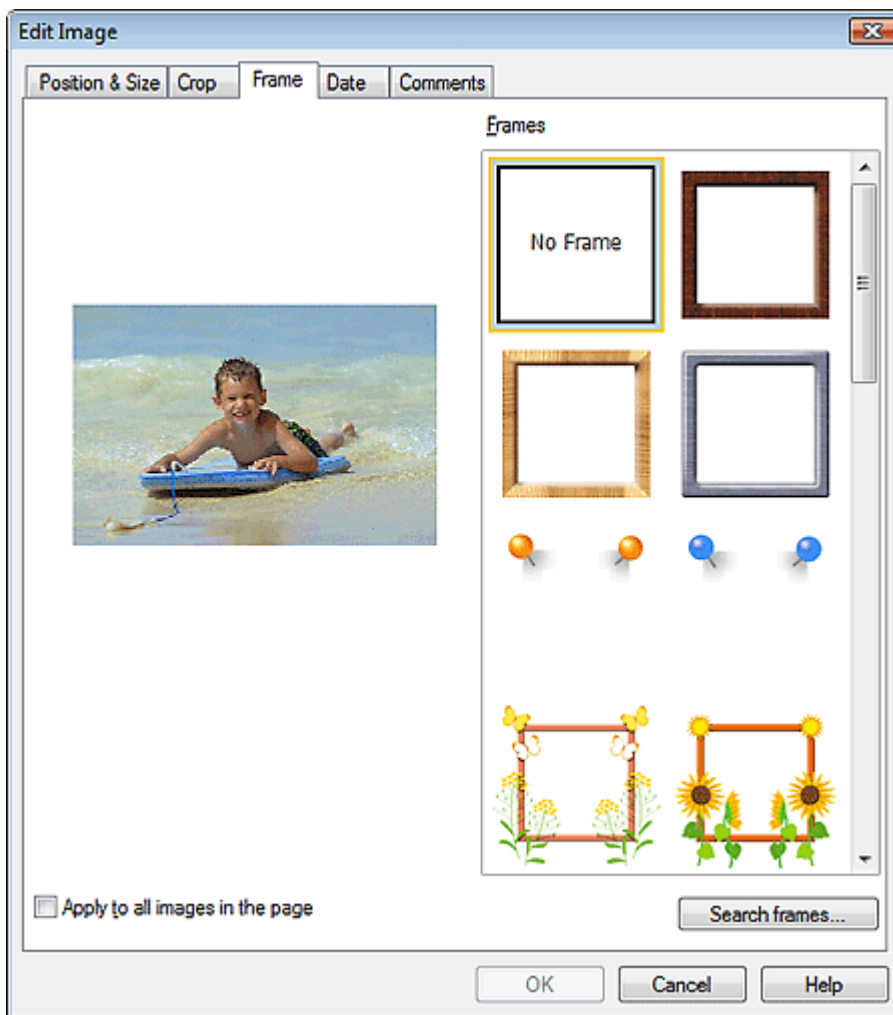 Edit Image
Position & Size Crop Frame Date Comments
Frames
No Frame
Apply to all images in the page
Search frames...
OK Cancel Help